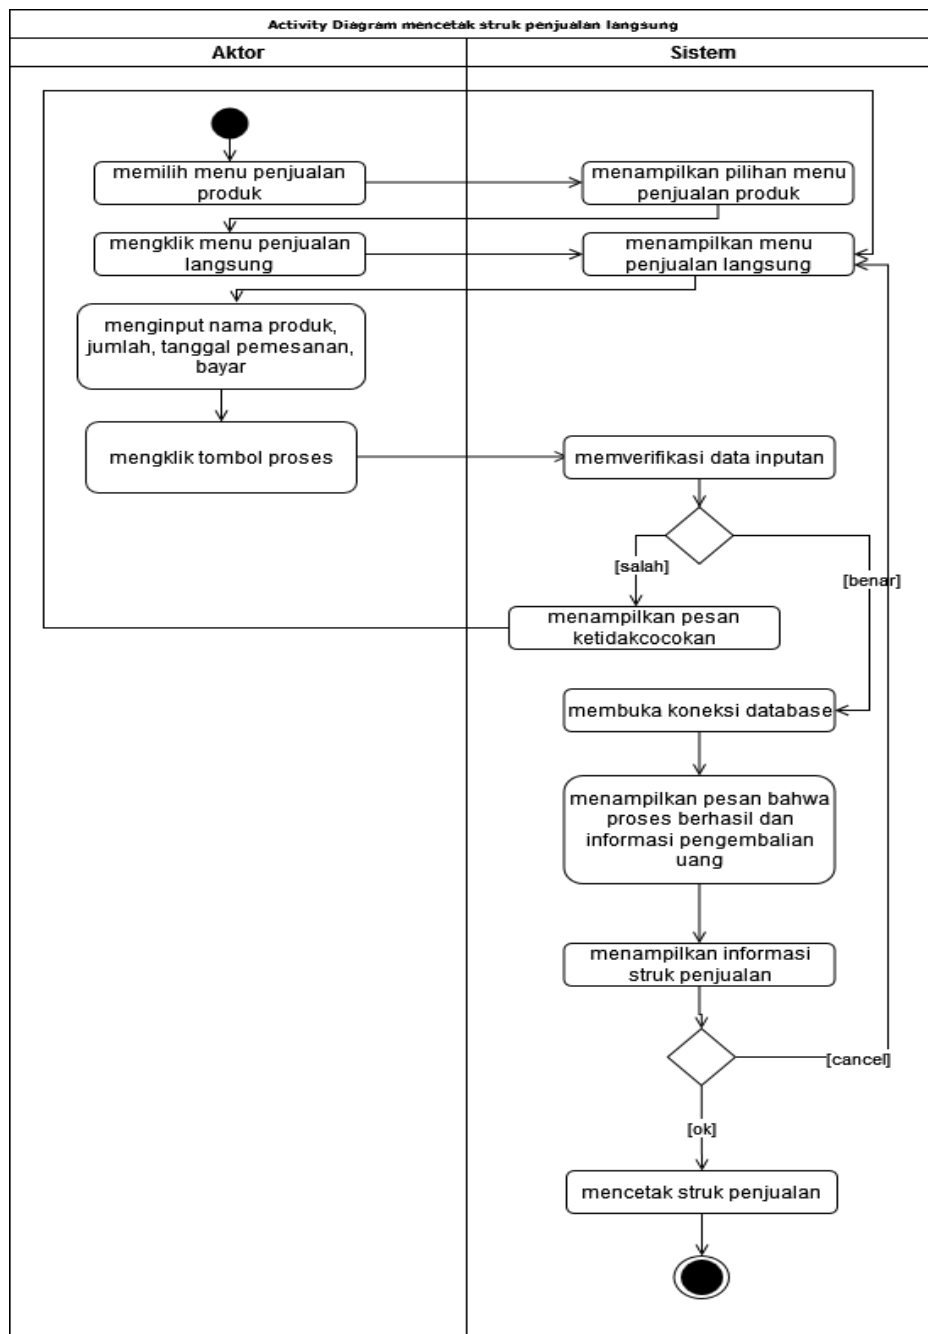 Activity Diagram mencetak struk penjualan langsung
Aktor
Sistem
memilih menu penjualan
produk
menampilkan pilihan menu
penjualan produk
mengklik menu penjualan
langsung
menampilkan menu
penjualan langsung
menginput nama produk,
jumlah, tanggal pemesanan,
bayar
mengklik tombol proses
memverifikasi data inputan
[salah]
[benar]
menampilkan pesan
ketidakcocokan
membuka koneksi database
menampilkan pesan bahwa
proses berhasil dan
informasi pengembalian
uang
menampilkan informasi
struk penjualan
[cancel]
[ok]
mencetak struk penjualan